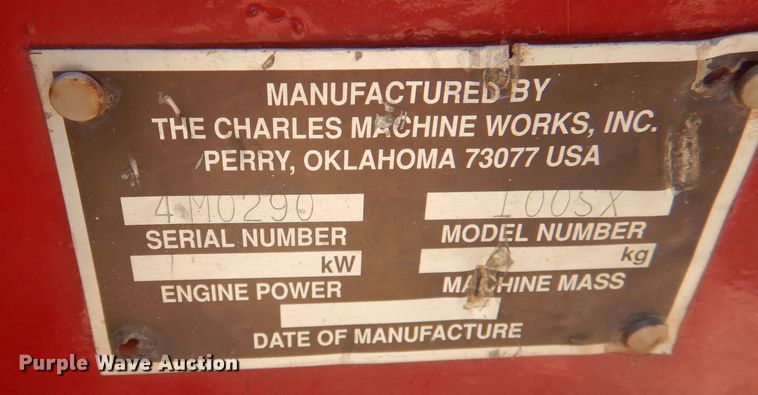 MANUFACTURED BY
THE CHARLES MACHINE WORKS, INC.
PERRY, OKLAHOMA 73077 USA
4M0290 100SX
SERIAL NUMBER MODEL NUMBER
kW kg
ENGINE POWER MACHINE MASS
DATE OF MANUFACTURE
Purple Wave Auction